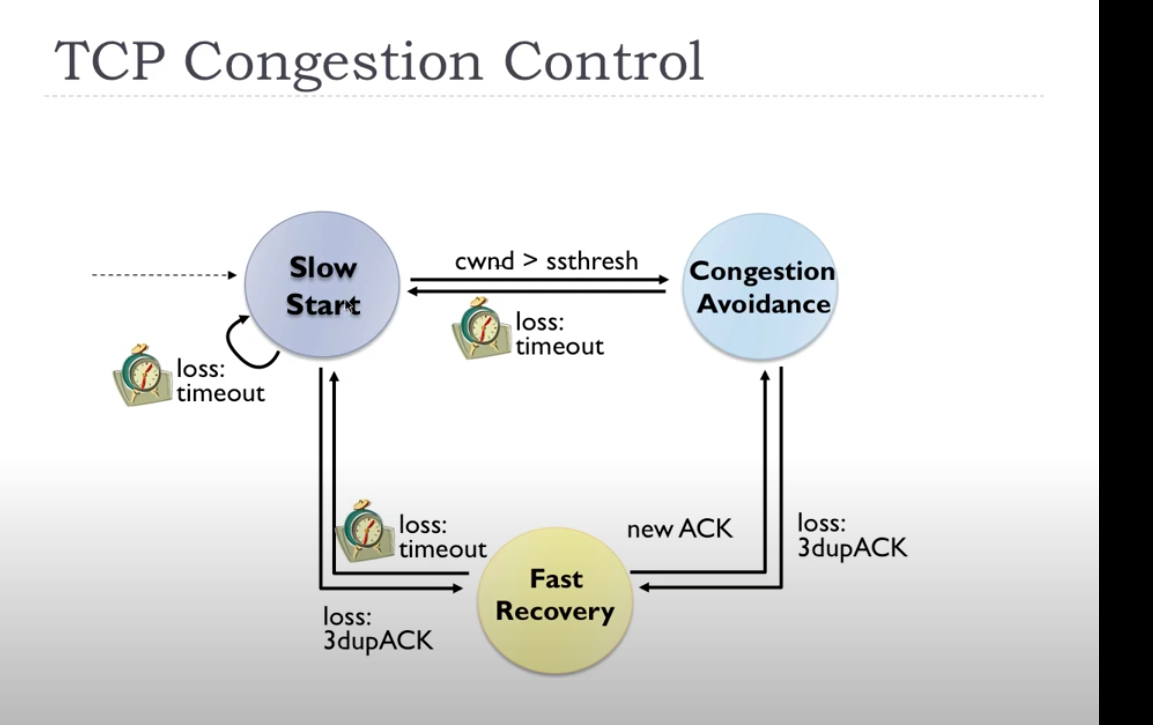 TCP Congestion Control
Slow
Start
cwnd > ssthresh
Congestion
Avoidance
loss:
timeout
loss:
timeout
loss:
timeout
new ACK
loss:
3dupACK
Fast
Recovery
loss:
3dupACK